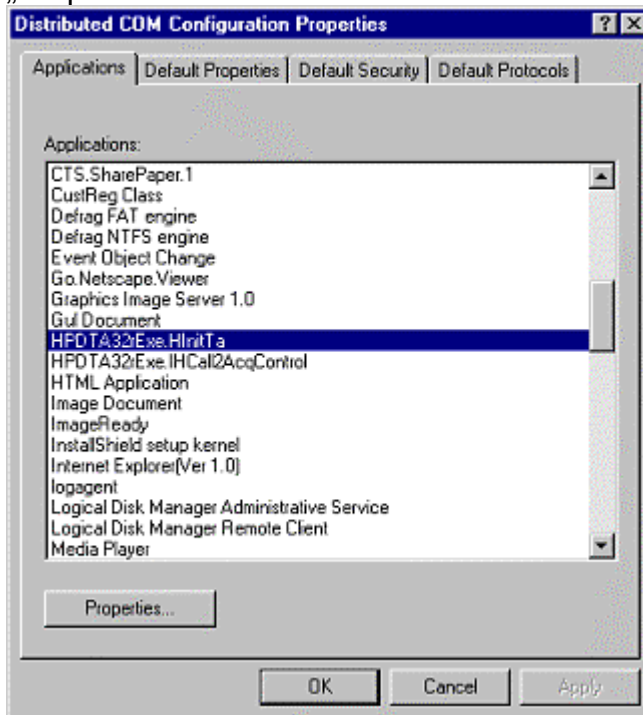 Distributed COM Configuration Properties
Applications Default Properties Default Security Default Protocols
Applications:
CTS.SharePaper.1
CustReg Class
Defrag FAT engine
Defrag NTFS engine
Event Object Change
Go.Netscape.Viewer
Graphics Image Server 1.0
Gul Document
HPDTA32rExe.HInitTa
HPDTA32rExe.IHCall2AcqControl
HTML Application
Image Document
ImageReady
InstallShield setup kernel
Internet Explorer(Ver 1.0)
logagent
Logical Disk Manager Administrative Service
Logical Disk Manager Remote Client
Media Player
Properties...
OK Cancel Apply